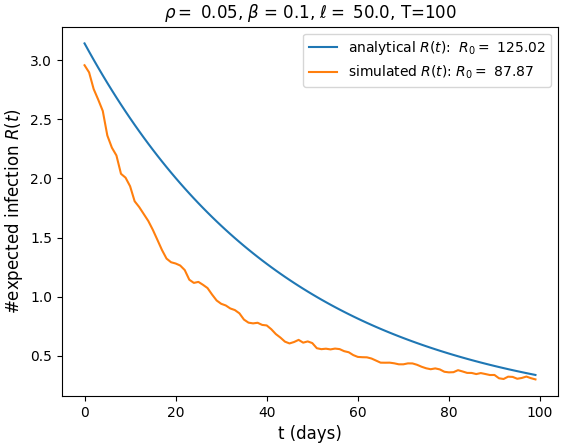 ρ = 0.05, β = 0.1, ℓ = 50.0, T=100
analytical R(t): R₀ = 125.02
simulated R(t): R₀ = 87.87
#expected infection R(t)
3.0
2.5
2.0
1.5
1.0
0.5
0 20 40 60 80 100
t (days)